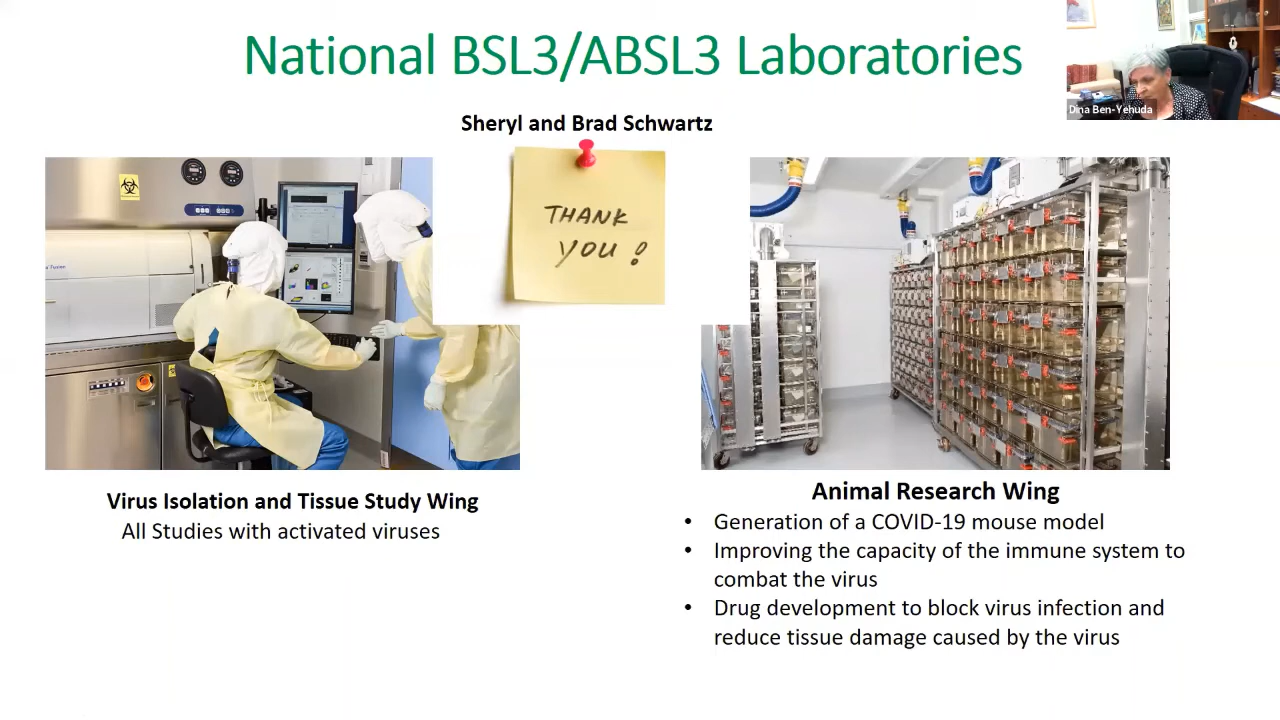 National BSL3/ABSL3 Laboratories
Dina Ben-Yehuda
Sheryl and Brad Schwartz
THANK
YOU!
Virus Isolation and Tissue Study Wing
All Studies with activated viruses
Animal Research Wing
• Generation of a COVID-19 mouse model
• Improving the capacity of the immune system to
combat the virus
• Drug development to block virus infection and
reduce tissue damage caused by the virus